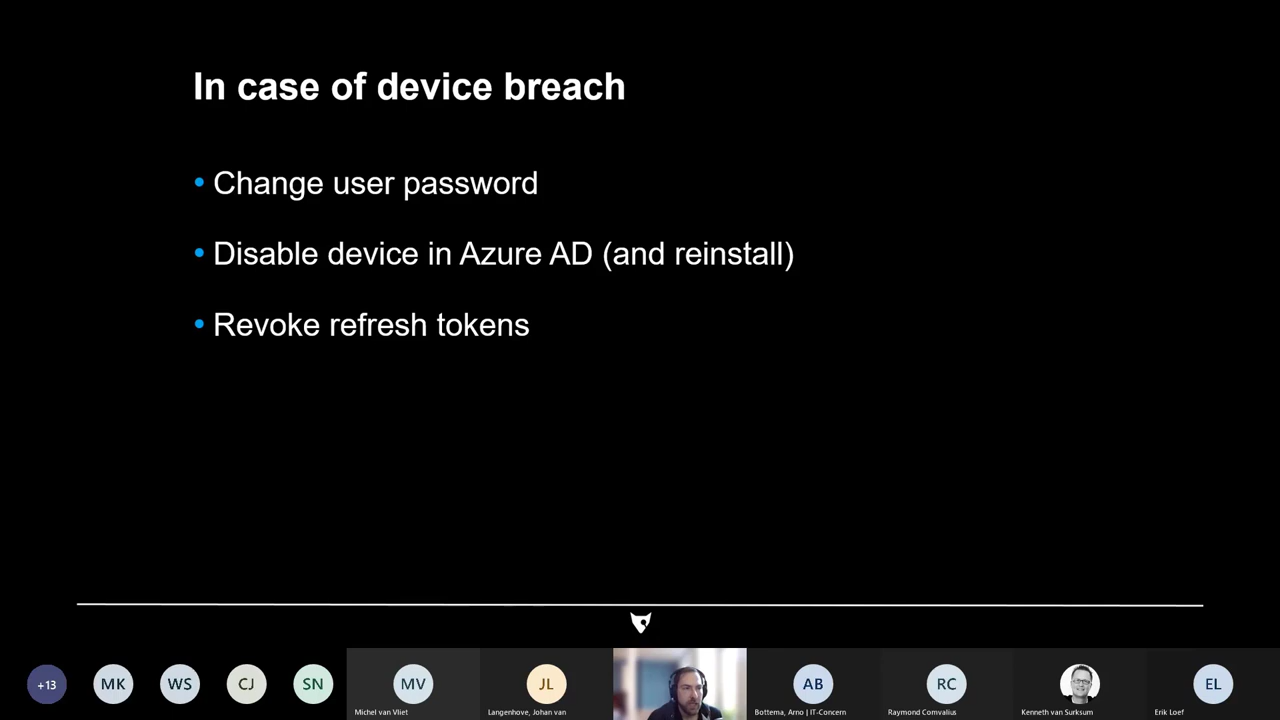 In case of device breach
• Change user password
• Disable device in Azure AD (and reinstall)
• Revoke refresh tokens
+13
MK
WS
CJ
SN
MV
JL
AB
RC
EL
Michel van Vliet
Langenhove, Johan van
Bottema, Arno | IT-Concern
Raymond Comvalius
Kenneth van Surksum
Erik Loef